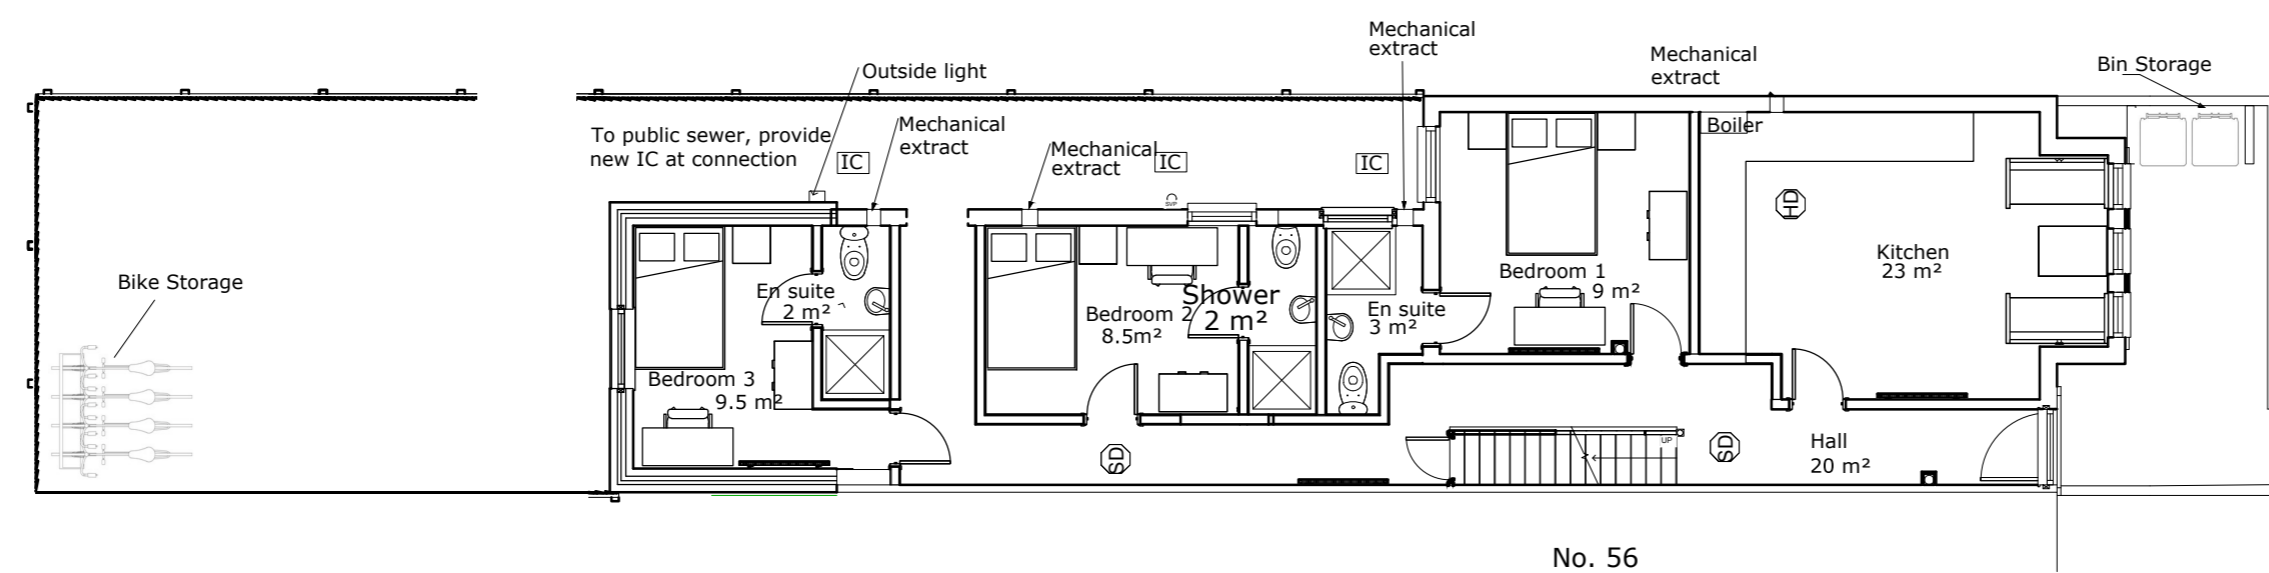 Mechanical
extract
Mechanical
extract
Bin Storage
Outside light
To public sewer, provide
new IC at connection
Mechanical
extract
Mechanical
extract
IC
IC
IC
Boiler
SVP
HD
Kitchen
23 m²
Bike Storage
En suite
2 m²
Bedroom 2
8.5m²
Shower
2 m²
En suite
3 m²
Bedroom 1
9 m²
Bedroom 3
9.5 m²
SD
UP
SD
Hall
20 m²
No. 56